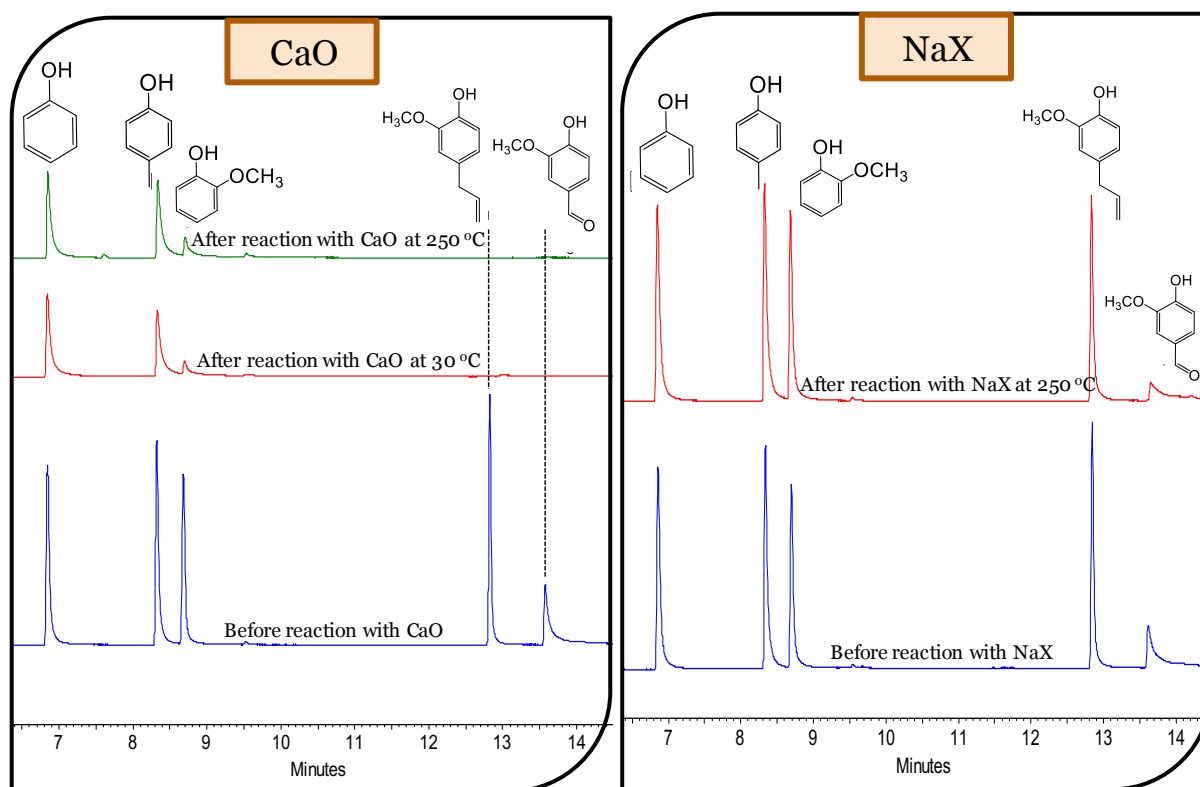 CaO
OH
OH
OH
OCH3
OH
H3CO
OH
H3CO
O
After reaction with CaO at 250 ºC
After reaction with CaO at 30 ºC
Before reaction with CaO
7 8 9 10 11 12 13 14
Minutes
NaX
OH
OH
OH
OCH3
OH
H3CO
OH
H3CO
O
After reaction with NaX at 250 ºC
Before reaction with NaX
7 8 9 10 11 12 13 14
Minutes